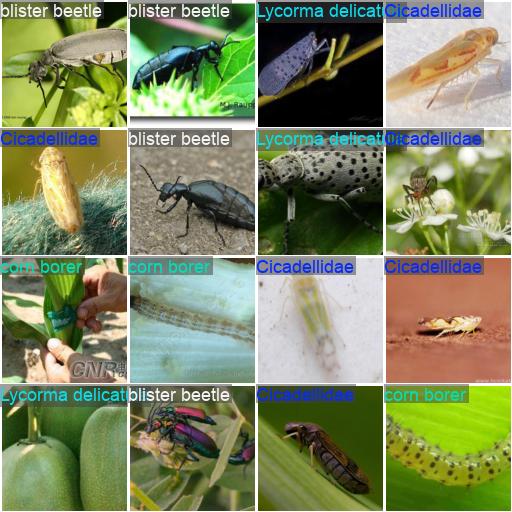 blister beetle
blister beetle
Lycorma delicat
Cicadellidae
Cicadellidae
blister beetle
Lycorma delicat
corn borer
corn borer
Cicadellidae
Cicadellidae
CNR
Lycorma delicat
blister beetle
Cicadellidae
corn borer